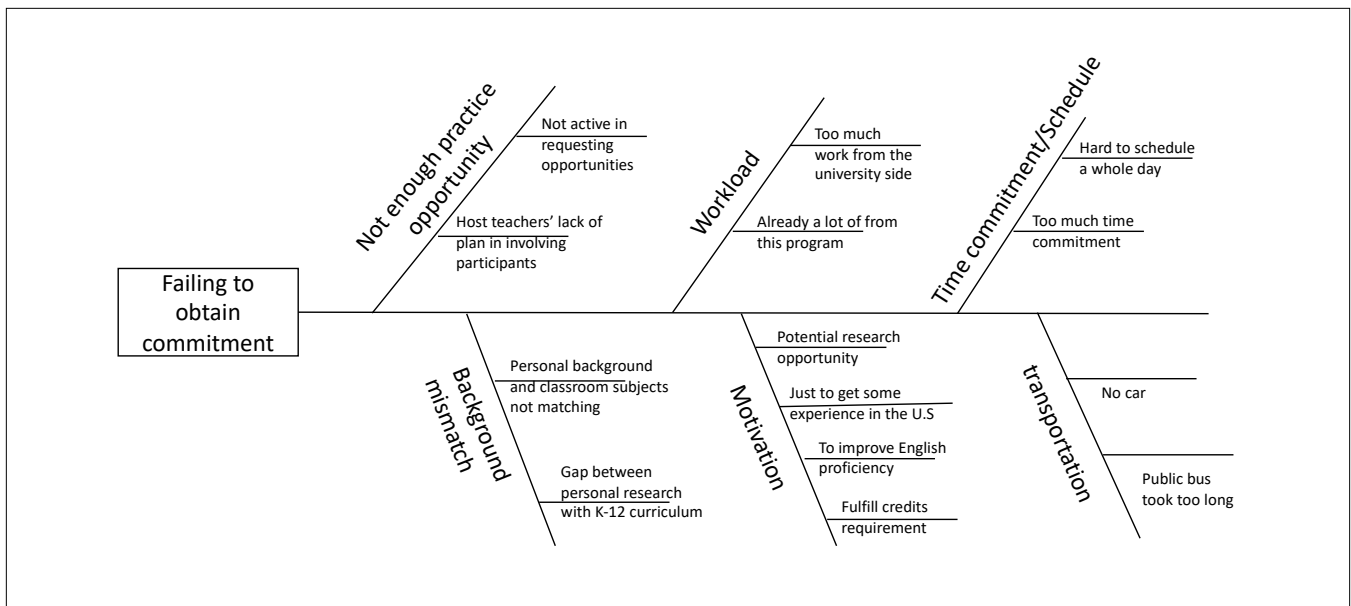 Not enough practice
opportunity
Not active in
requesting
opportunities
Host teachers' lack of
plan in involving
participants
Workload
Too much
work from the
university side
Already a lot of from
this program
Time commitment/Schedule
Hard to schedule
a whole day
Too much time
commitment
Failing to
obtain
commitment
Background
mismatch
Personal background
and classroom subjects
not matching
Gap between
personal research
with K-12 curriculum
Motivation
Potential research
opportunity
Just to get some
experience in the U.S
To improve English
proficiency
Fulfill credits
requirement
transportation
No car
Public bus
took too long